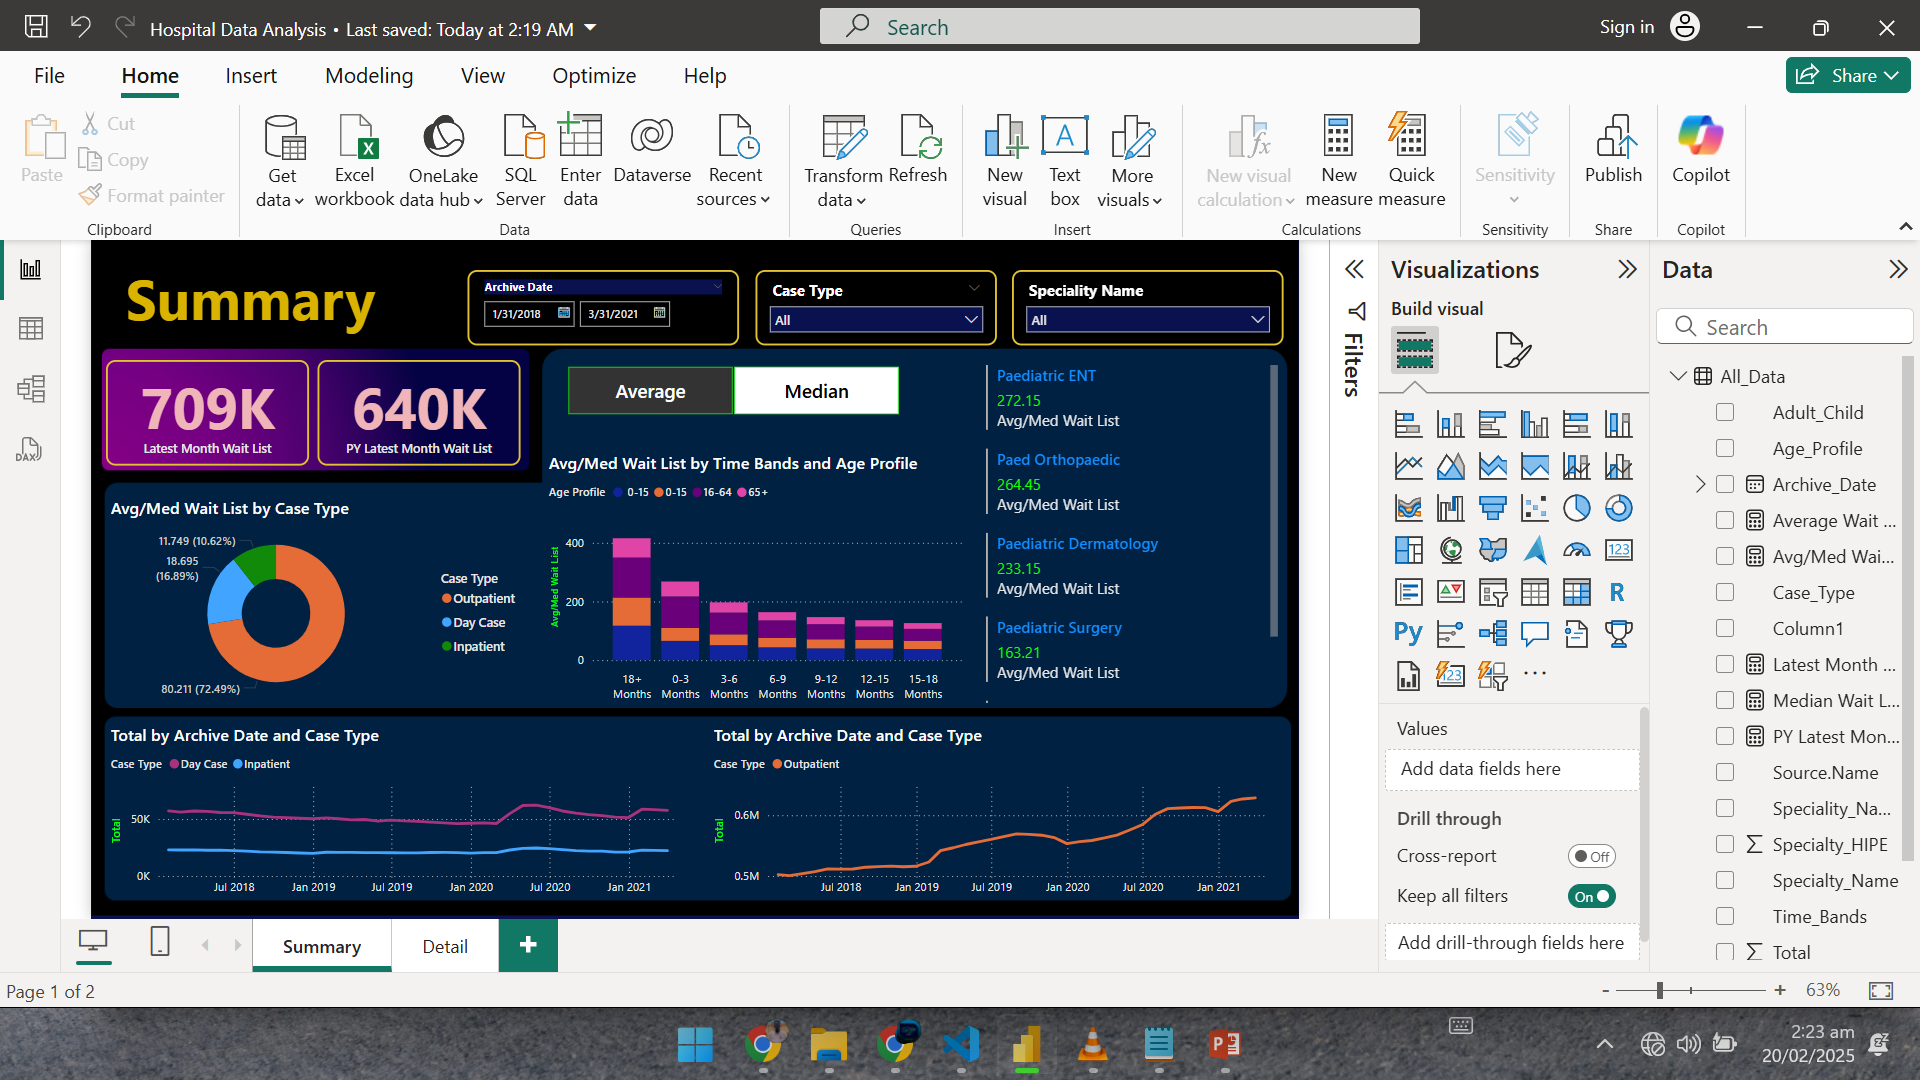 Hospital Data Analysis • Last saved: Today at 2:19 AM
Search
Sign in
File Home Insert Modeling View Optimize Help
Share
Paste
Cut
Copy
Format painter
Clipboard
Get data
Excel workbook
OneLake data hub
SQL Server
Enter data
Dataverse
Recent sources
Data
Transform data
Refresh
Queries
New visual
Text box
More visuals
Insert
New visual calculation
New measure
Quick measure
Calculations
Sensitivity
Sensitivity
Publish
Share
Copilot
Copilot
Summary
Archive Date
1/31/2018
3/31/2021
Case Type
All
Speciality Name
All
709K
Latest Month Wait List
640K
PY Latest Month Wait List
Average
Median
Avg/Med Wait List by Case Type
11.749 (10.62%)
18.695
(16.89%)
80.211 (72.49%)
Case Type
Outpatient
Day Case
Inpatient
Avg/Med Wait List by Time Bands and Age Profile
Age Profile 0-15 0-15 16-64 65+
Avg/Med Wait List
400
200
0
18+ Months
0-3 Months
3-6 Months
6-9 Months
9-12 Months
12-15 Months
15-18 Months
Paediatric ENT
272.15
Avg/Med Wait List
Paed Orthopaedic
264.45
Avg/Med Wait List
Paediatric Dermatology
233.15
Avg/Med Wait List
Paediatric Surgery
163.21
Avg/Med Wait List
Total by Archive Date and Case Type
Case Type Day Case Inpatient
Total
50K
0K
Jul 2018 Jan 2019 Jul 2019 Jan 2020 Jul 2020 Jan 2021
Total by Archive Date and Case Type
Case Type Outpatient
Total
0.6M
0.5M
Jul 2018 Jan 2019 Jul 2019 Jan 2020 Jul 2020 Jan 2021
Filters
Visualizations
Build visual
123
R
Py
123
...
Values
Add data fields here
Drill through
Cross-report
Off
Keep all filters
On
Add drill-through fields here
Data
Search
All_Data
Adult_Child
Age_Profile
Archive_Date
Average Wait ...
Avg/Med Wai...
Case_Type
Column1
Latest Month ...
Median Wait L...
PY Latest Mon...
Source.Name
Speciality_Na...
Specialty_HIPE
Specialty_Name
Time_Bands
Total
DAX
Summary
Detail
+
Page 1 of 2
- + 63%
2:23 am
20/02/2025